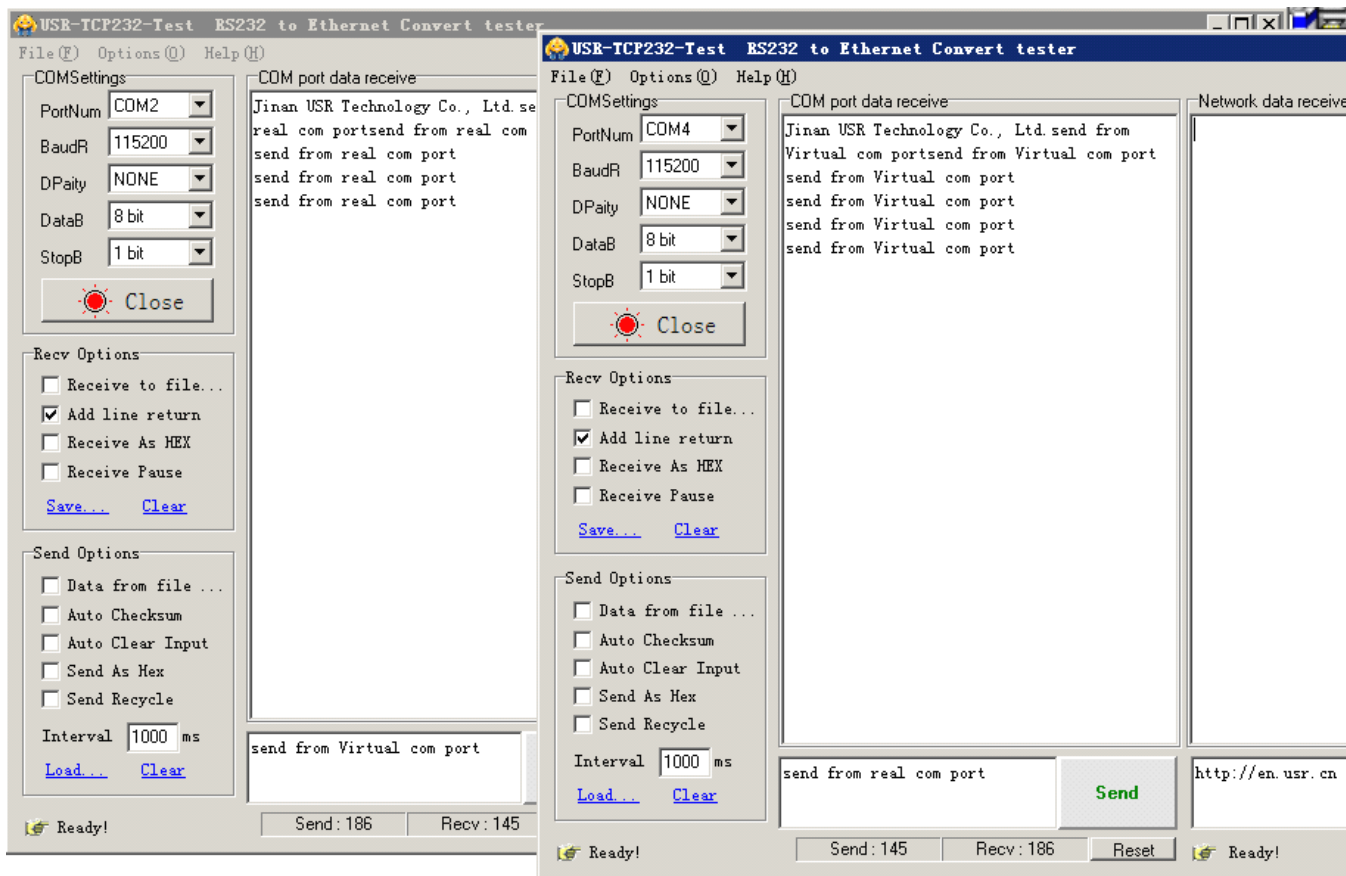 USR-TCP232-Test RS232 to Ethernet Convert tester
File(F) Options(O) Help(H)
COMSettings
PortNum COM2
BaudR 115200
DPaity NONE
DataB 8 bit
StopB 1 bit
Close
Recv Options
Receive to file...
Add line return
Receive As HEX
Receive Pause
Save... Clear
Send Options
Data from file ...
Auto Checksum
Auto Clear Input
Send As Hex
Send Recycle
Interval 1000 ms
Load... Clear
Ready!
COM port data receive
Jinan USR Technology Co., Ltd.se
real com portsend from real com
send from real com port
send from real com port
send from real com port
send from Virtual com port
Send : 186 Recv : 145
USR-TCP232-Test RS232 to Ethernet Convert tester
File(F) Options(O) Help(H)
COMSettings
PortNum COM4
BaudR 115200
DPaity NONE
DataB 8 bit
StopB 1 bit
Close
Recv Options
Receive to file...
Add line return
Receive As HEX
Receive Pause
Save... Clear
Send Options
Data from file ...
Auto Checksum
Auto Clear Input
Send As Hex
Send Recycle
Interval 1000 ms
Load... Clear
Ready!
COM port data receive
Jinan USR Technology Co., Ltd.send from
Virtual com portsend from Virtual com port
send from Virtual com port
send from Virtual com port
send from Virtual com port
send from Virtual com port
send from real com port
Send
Send : 145 Recv : 186 Reset
Network data receive
http://en.usr.cn
Ready!